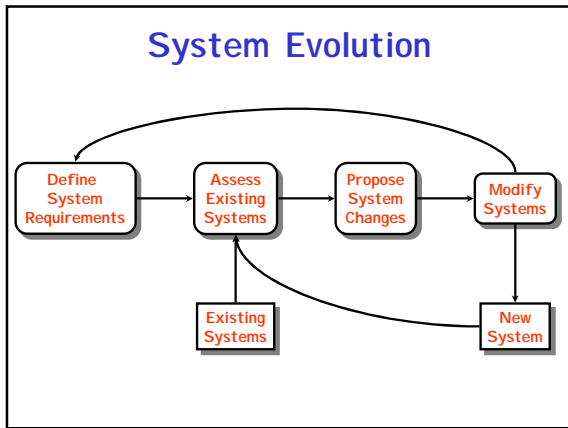 System Evolution
Define
System
Requirements
Assess
Existing
Systems
Propose
System
Changes
Modify
Systems
Existing
Systems
New
System